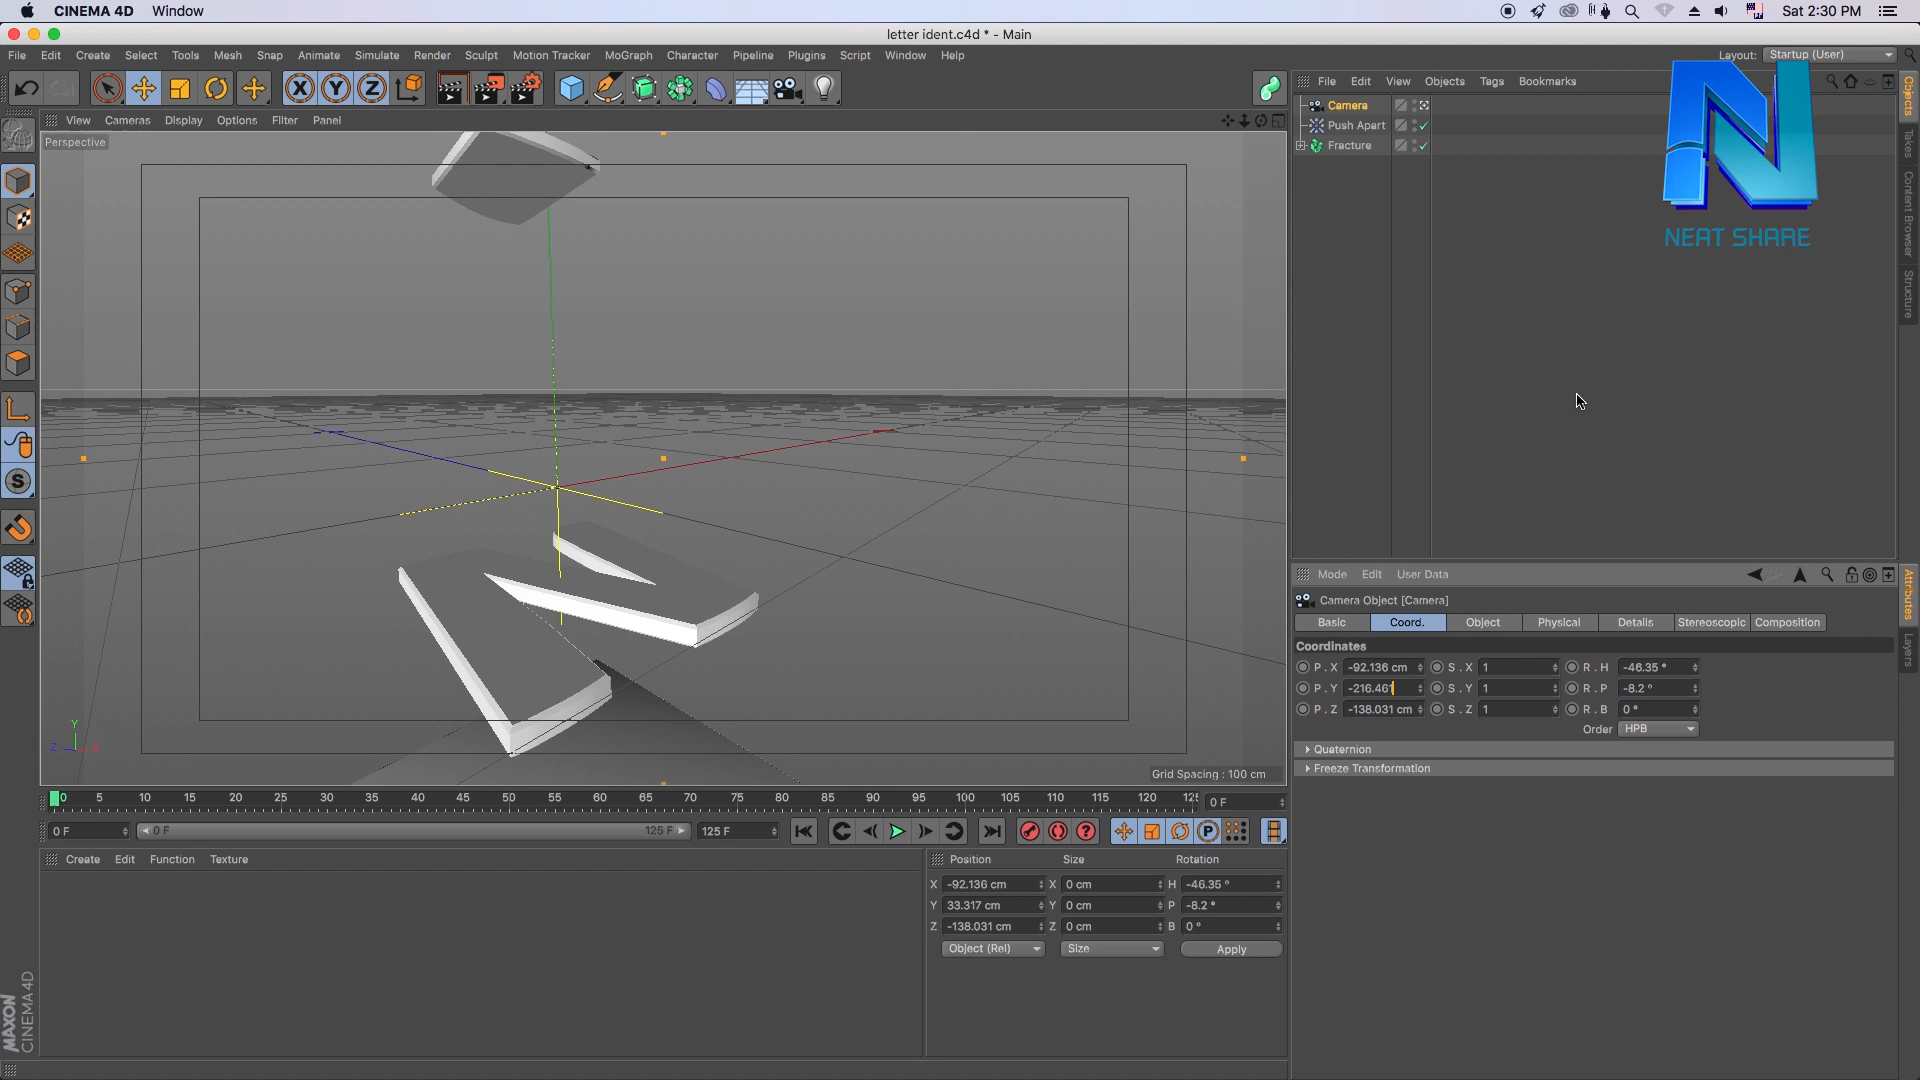 CINEMA 4D Window
Sat 2:30 PM
letter ident.c4d * - Main
File Edit Create Select Tools Mesh Snap Animate Simulate Render Sculpt Motion Tracker MoGraph Character Pipeline Plugins Script Window Help
Layout: Startup (User)
X Y Z
File Edit View Objects Tags Bookmarks
View Cameras Display Options Filter Panel
Perspective
Camera
Push Apart
Fracture
NEAT SHARE
Objects
Takes
Content Browser
Structure
S
Y
Z X
Grid Spacing : 100 cm
Mode Edit User Data
Camera Object [Camera]
Basic Coord. Object Physical Details Stereoscopic Composition
Coordinates
P . X -92.136 cm S . X 1 R . H -46.35 °
P . Y -216.461 S . Y 1 R . P -8.2 °
P . Z -138.031 cm S . Z 1 R . B 0 °
Order HPB
Quaternion
Freeze Transformation
Attributes
Layers
0 5 10 15 20 25 30 35 40 45 50 55 60 65 70 75 80 85 90 95 100 105 110 115 120 12
0 F
0 F 0 F 125 F 125 F
P
Create Edit Function Texture
Position Size Rotation
X -92.136 cm X 0 cm H -46.35 °
Y 33.317 cm Y 0 cm P -8.2 °
Z -138.031 cm Z 0 cm B 0 °
Object (Rel) Size Apply
MAXON
CINEMA 4D